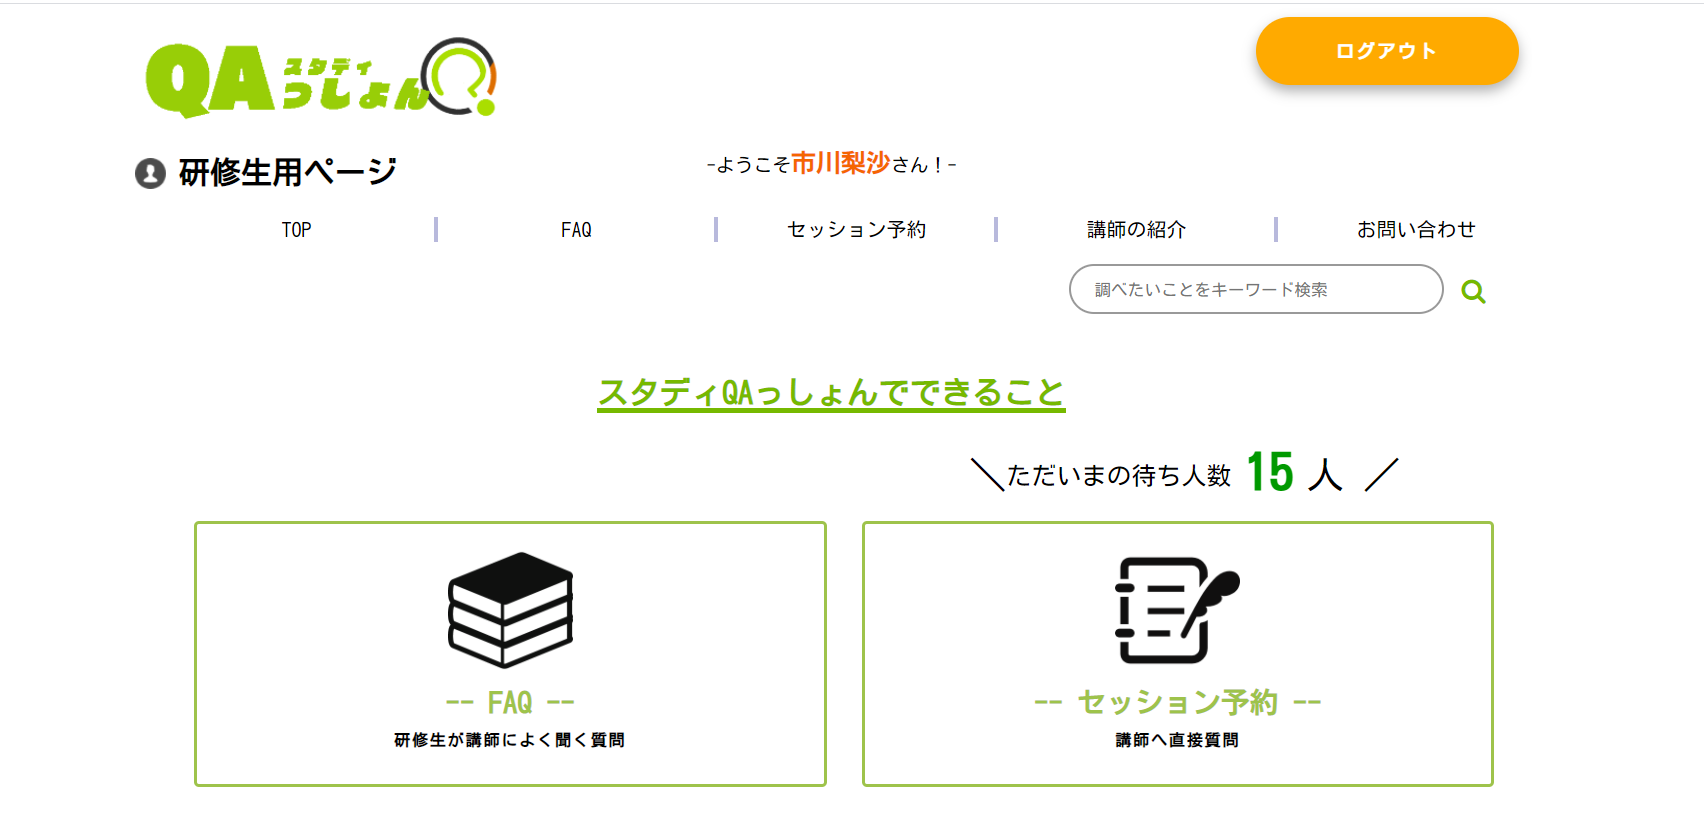 QAスタディっしょん
ログアウト
研修生用ページ
-ようこそ市川梨沙さん！-
TOP
FAQ
セッション予約
講師の紹介
お問い合わせ
調べたいことをキーワード検索
スタディQAっしょんでできること
＼ただいまの待ち人数 15 人 ／
-- FAQ --
研修生が講師によく聞く質問
-- セッション予約 --
講師へ直接質問